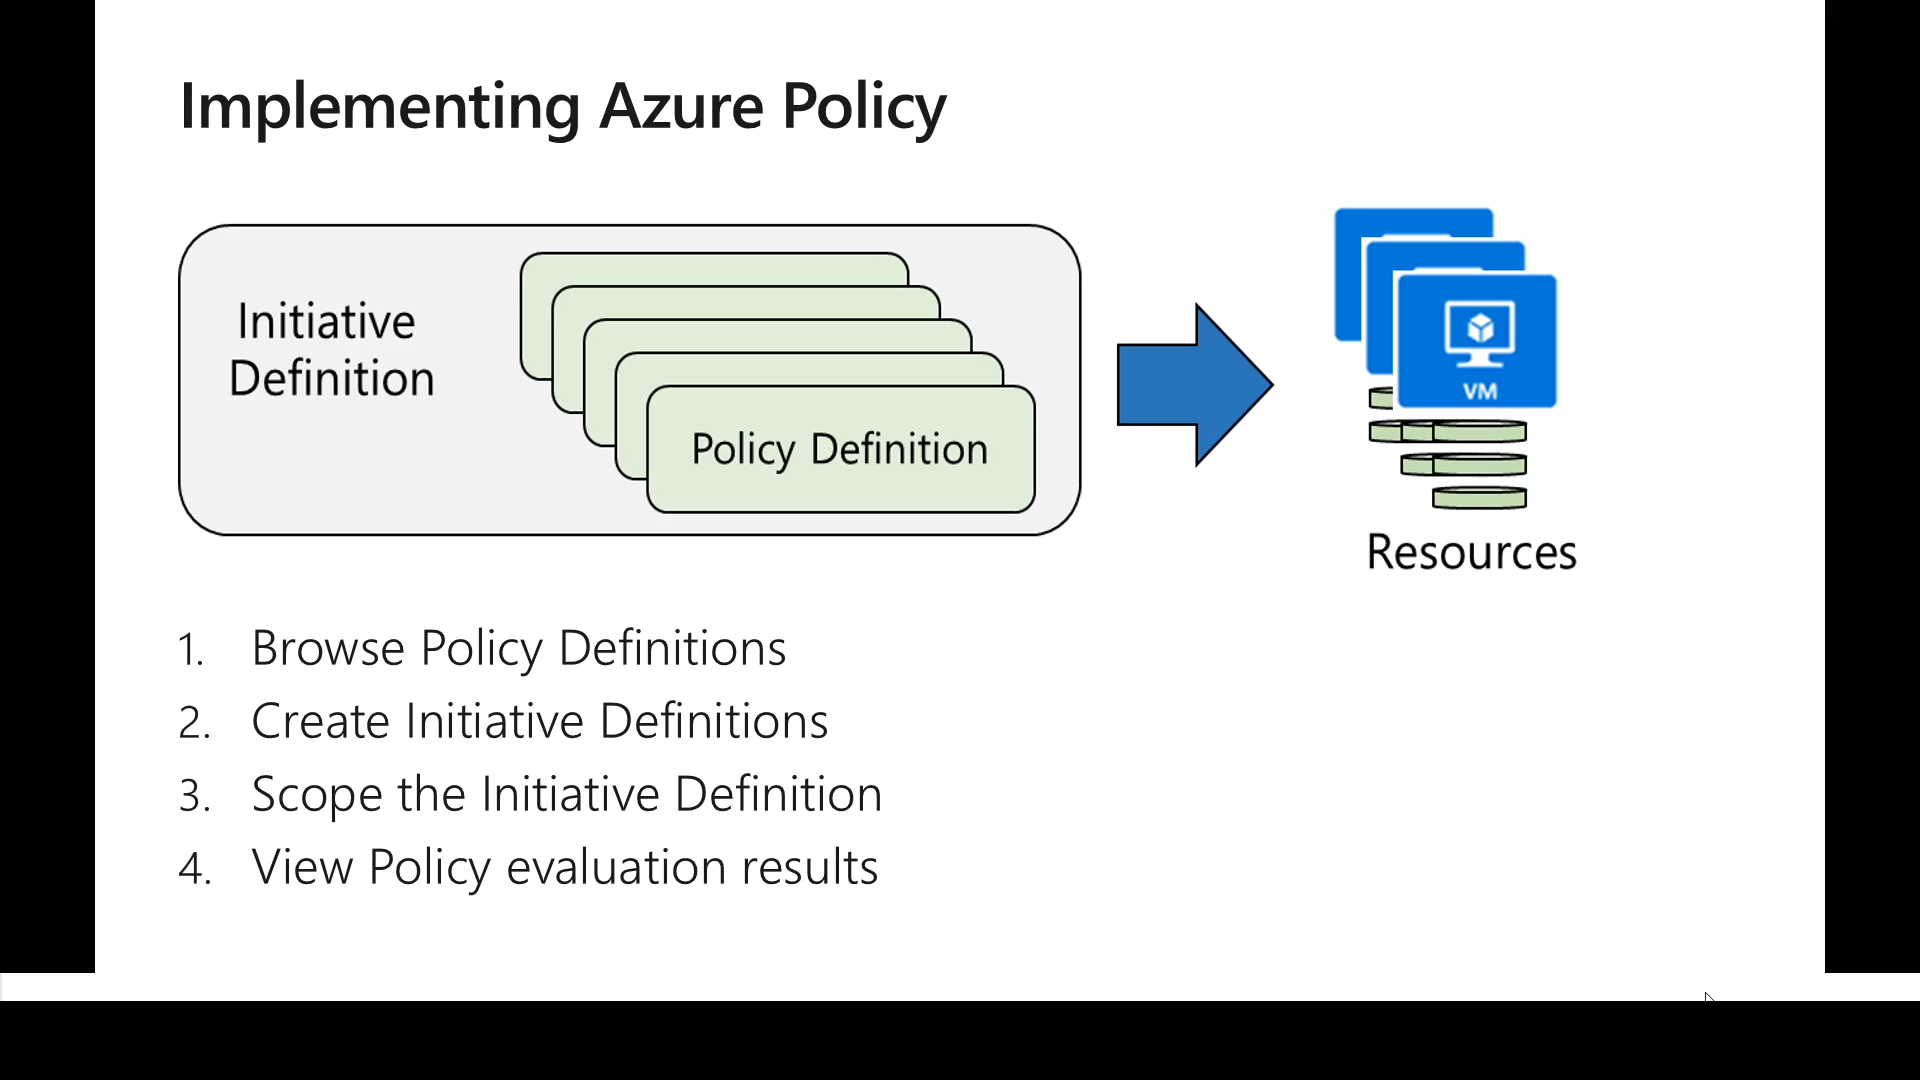 Implementing Azure Policy
Initiative
Definition
Policy Definition
VM
Resources
1. Browse Policy Definitions
2. Create Initiative Definitions
3. Scope the Initiative Definition
4. View Policy evaluation results